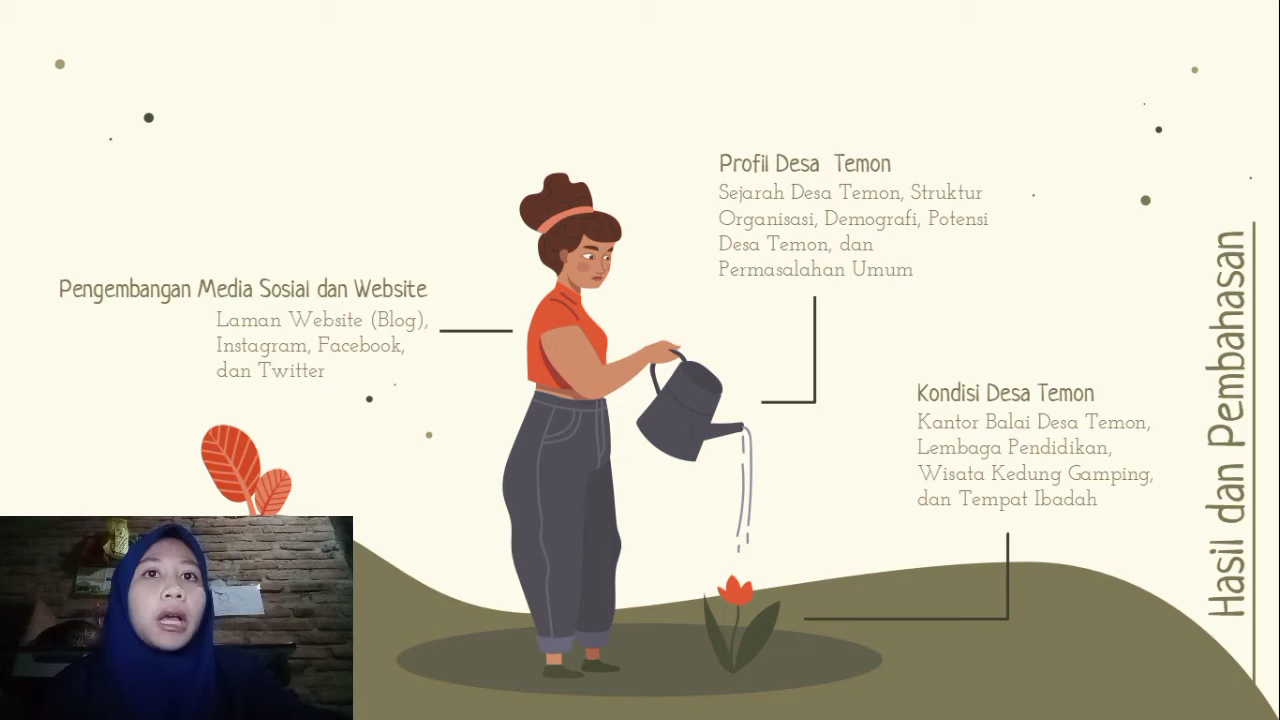 Profil Desa Temon
Sejarah Desa Temon, Struktur
Organisasi, Demografi, Potensi
Desa Temon, dan
Permasalahan Umum
Pengembangan Media Sosial dan Website
Laman Website (Blog),
Instagram, Facebook,
dan Twitter
Kondisi Desa Temon
Kantor Balai Desa Temon,
Lembaga Pendidikan,
Wisata Kedung Gamping,
dan Tempat Ibadah
Hasil dan Pembahasan